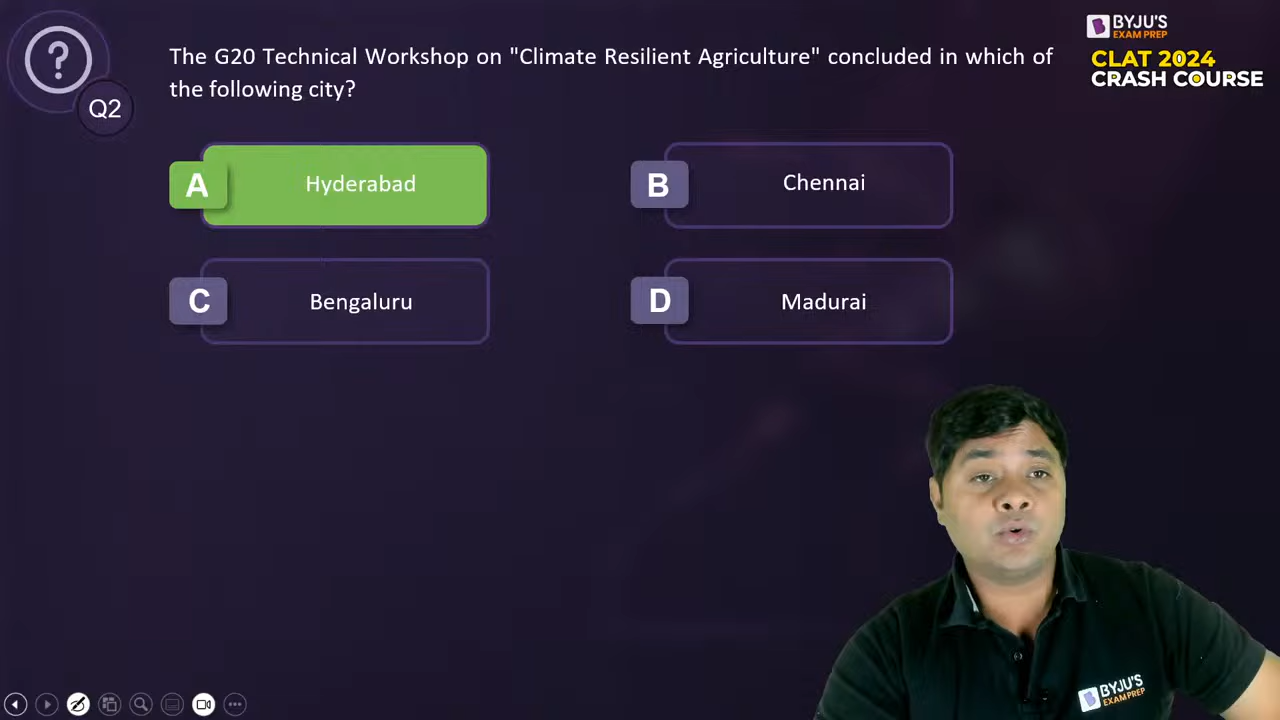 ?
Q2
The G20 Technical Workshop on "Climate Resilient Agriculture" concluded in which of
the following city?
BYJU'S
EXAM PREP
CLAT 2024
CRASH COURSE
A
Hyderabad
B
Chennai
C
Bengaluru
D
Madurai
BYJU'S
EXAM PREP